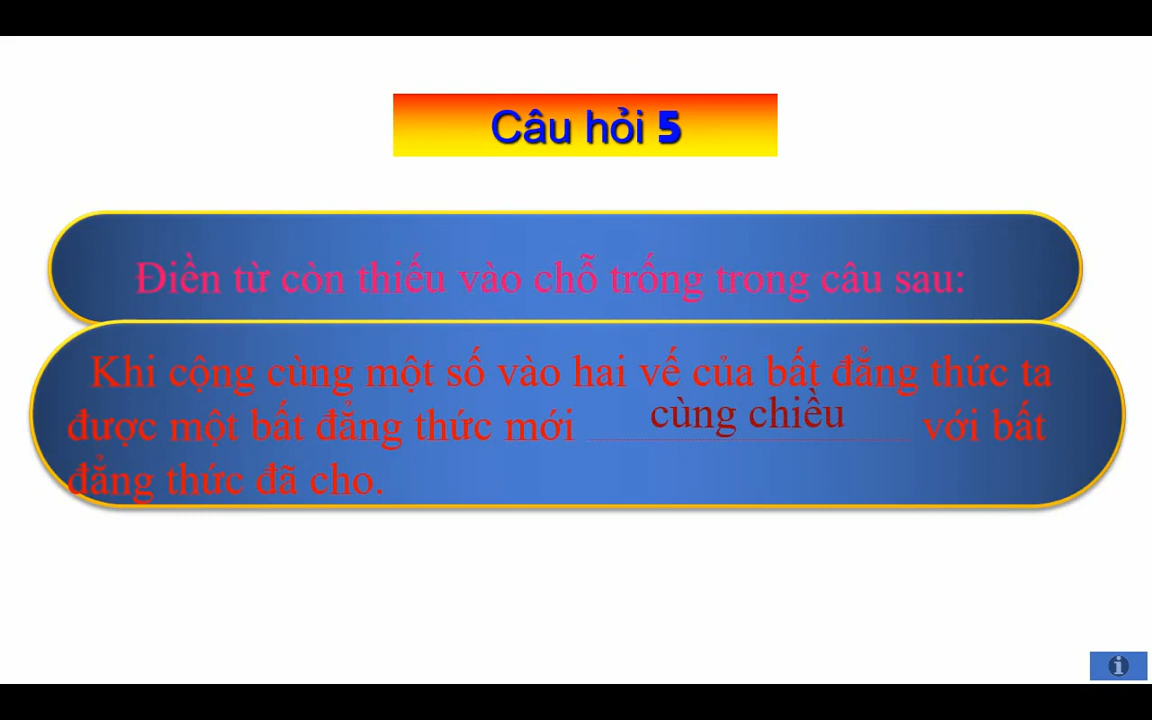 Câu hỏi 5
Điền từ còn thiếu vào chỗ trống trong câu sau:
Khi cộng cùng một số vào hai vế của bất đẳng thức ta
được một bất đẳng thức mới cùng chiều với bất
đẳng thức đã cho.